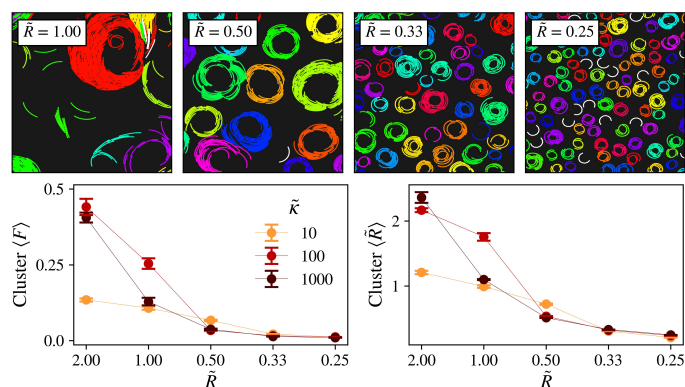 R̃ = 1.00
R̃ = 0.50
R̃ = 0.33
R̃ = 0.25
Cluster ⟨F⟩
0.5
0.25
0.0
κ̃
10
100
1000
2.00 1.00 0.50 0.33 0.25
R̃
Cluster ⟨R̃⟩
2
1
2.00 1.00 0.50 0.33 0.25
R̃